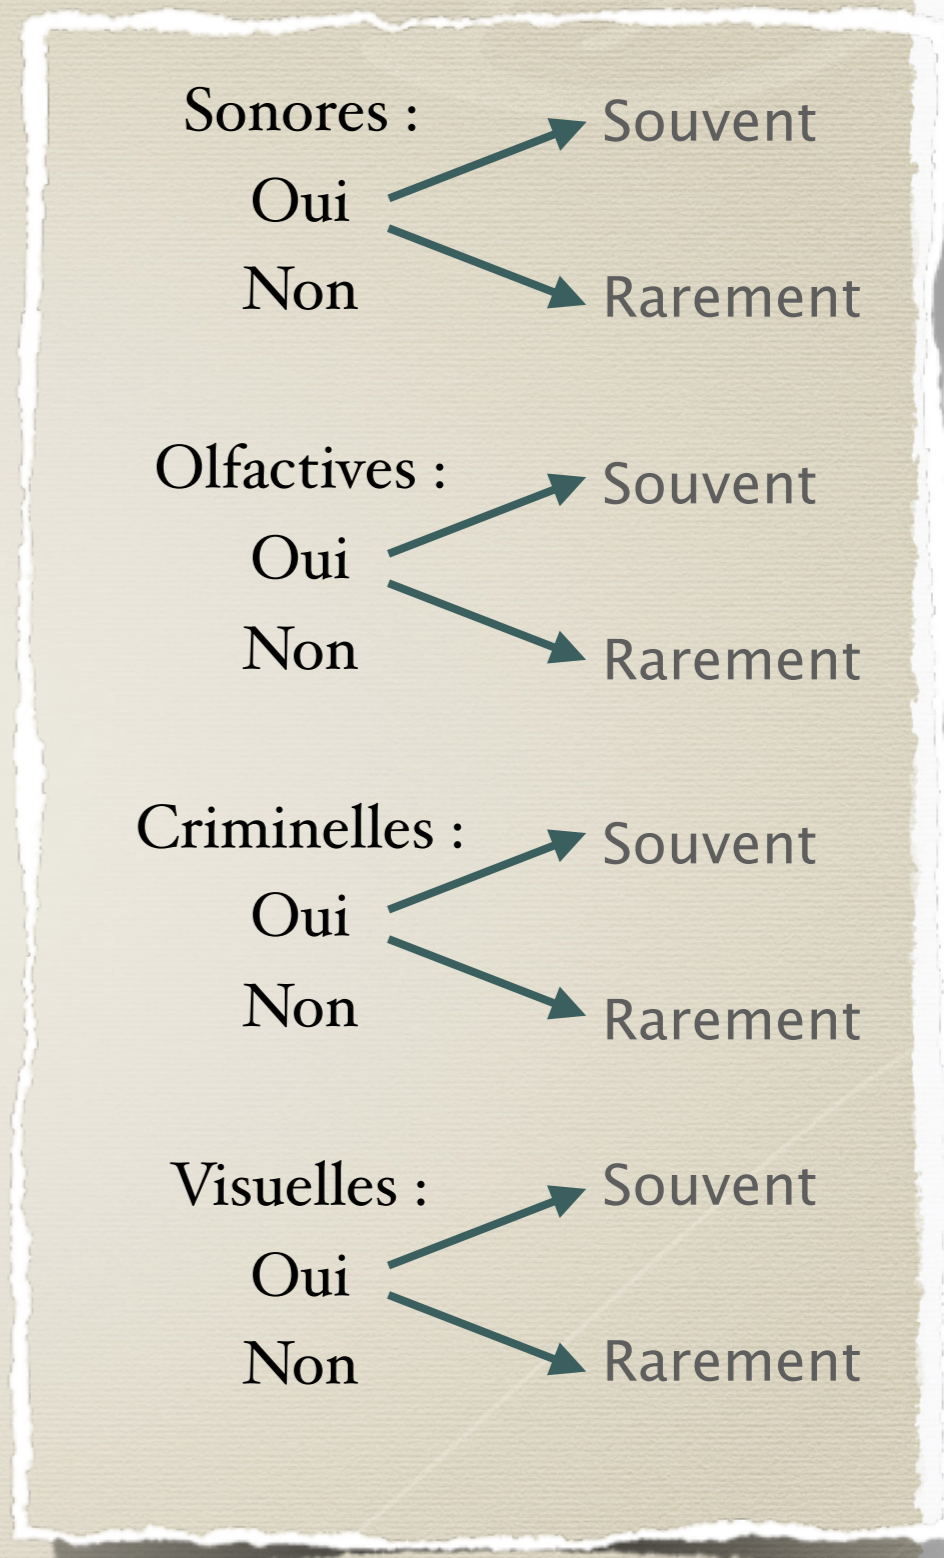 Sonores :
Oui
Non
Souvent
Rarement
Olfactives :
Oui
Non
Souvent
Rarement
Criminelles :
Oui
Non
Souvent
Rarement
Visuelles :
Oui
Non
Souvent
Rarement